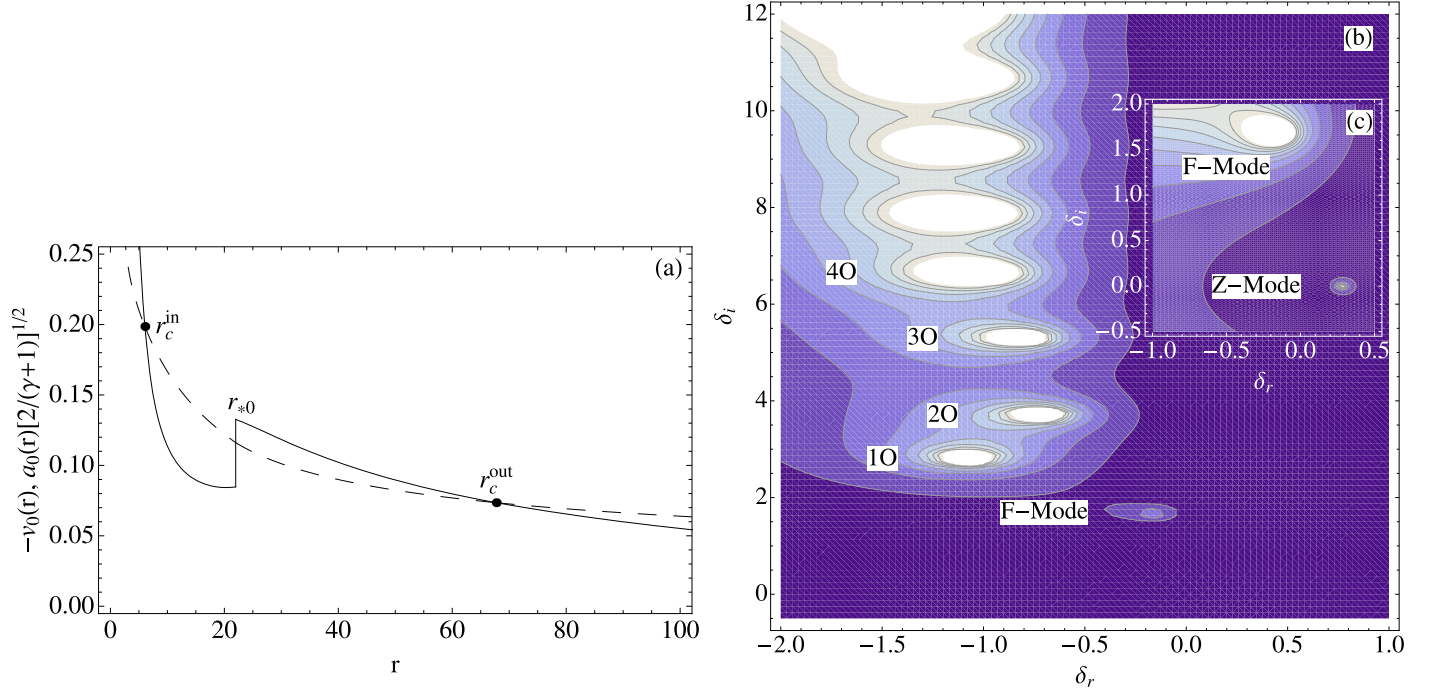 (a)
0.25
0.20
0.15
0.10
0.05
0.00
−v₀(r), a₀(r)[2/(γ+1)]^{1/2}
r_c^{in}
r_{*0}
r_c^{out}
0
20
40
60
80
100
r
(b)
12
10
8
6
4
2
0
δ_i
4O
3O
2O
1O
F−Mode
−2.0
−1.5
−1.0
−0.5
0.0
0.5
1.0
δ_r
(c)
2.0
1.5
1.0
0.5
0.0
−0.5
δ_i
F−Mode
Z−Mode
−1.0
−0.5
0.0
0.5
δ_r